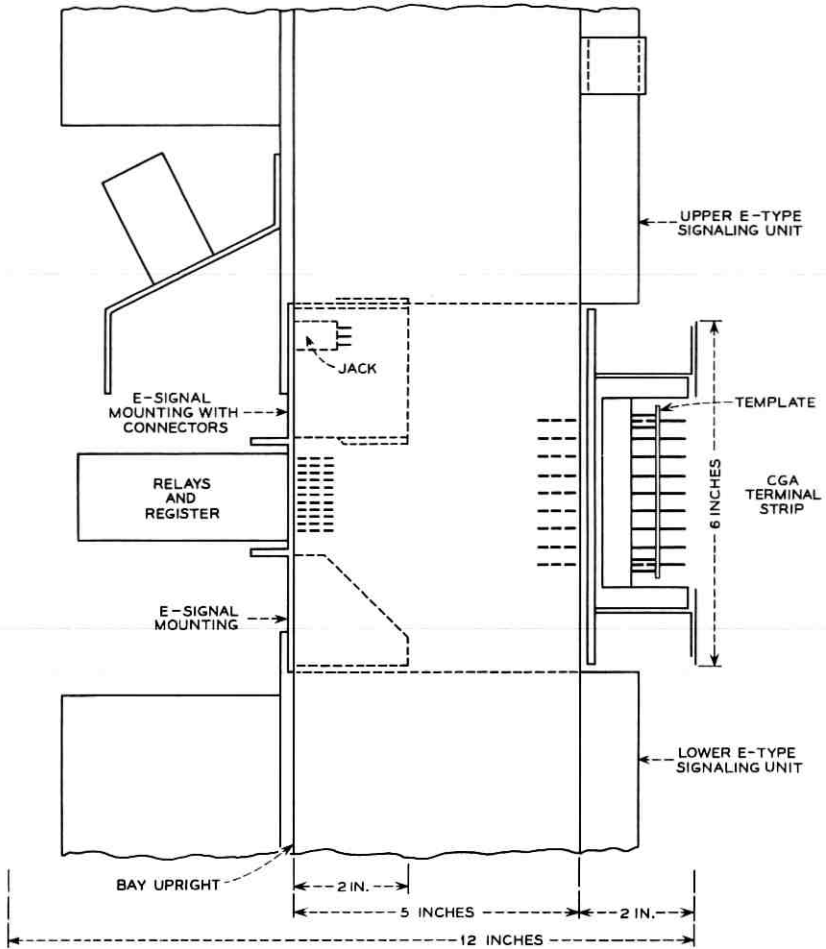 UPPER E-TYPE
SIGNALING UNIT
JACK
E-SIGNAL
MOUNTING WITH
CONNECTORS
TEMPLATE
RELAYS
AND
REGISTER
6 INCHES
CGA
TERMINAL
STRIP
E-SIGNAL
MOUNTING
LOWER E-TYPE
SIGNALING UNIT
BAY UPRIGHT
2 IN.
5 INCHES
2 IN.
12 INCHES